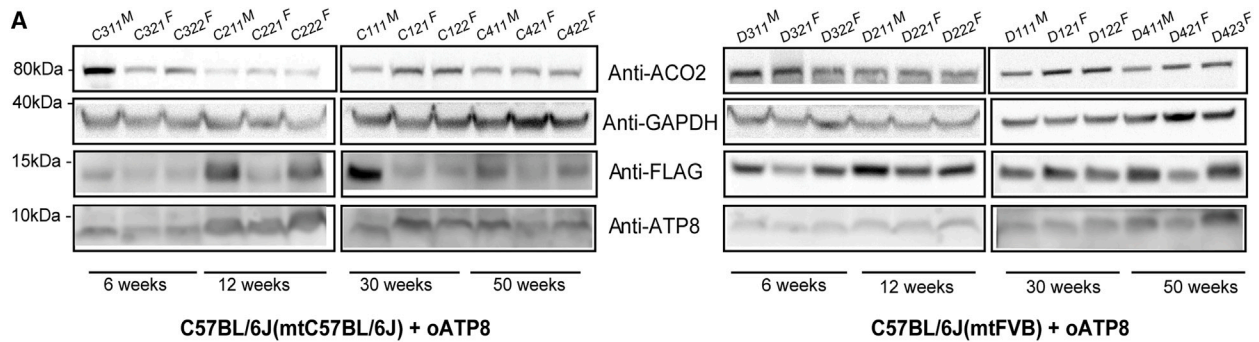 A
C311M C321F C322F C211M C221F C222F C111M C121F C122F C411M C421F C422F D311M D321F D322F D211M D221F D222F D111M D121F D122F D411M D421F D423F
80kDa - Anti-ACO2
40kDa - Anti-GAPDH
15kDa - Anti-FLAG
10kDa - Anti-ATP8
6 weeks 12 weeks 30 weeks 50 weeks 6 weeks 12 weeks 30 weeks 50 weeks
C57BL/6J(mtC57BL/6J) + oATP8 C57BL/6J(mtFVB) + oATP8